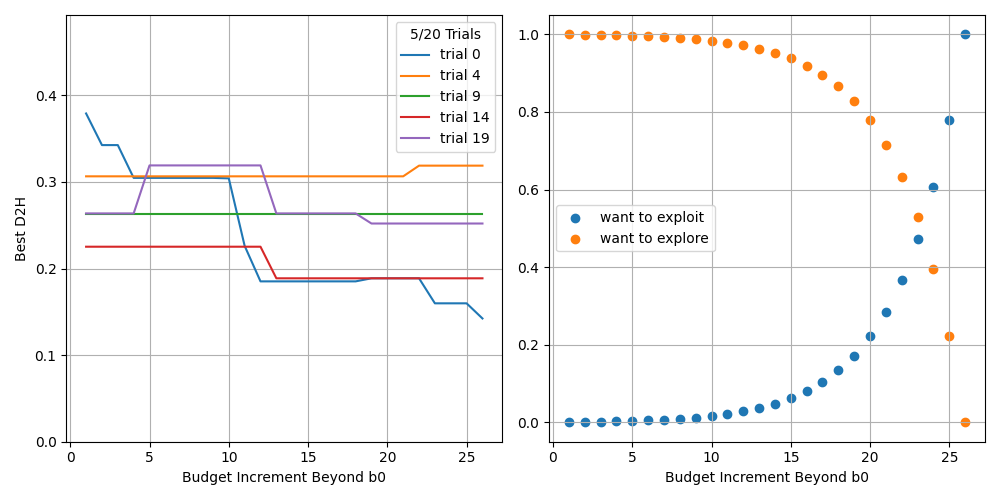 5/20 Trials
trial 0
trial 4
trial 9
trial 14
trial 19
Best D2H
0.4
0.3
0.2
0.1
0.0
0 5 10 15 20 25
Budget Increment Beyond b0
1.0
0.8
0.6
0.4
0.2
0.0
want to exploit
want to explore
0 5 10 15 20 25
Budget Increment Beyond b0